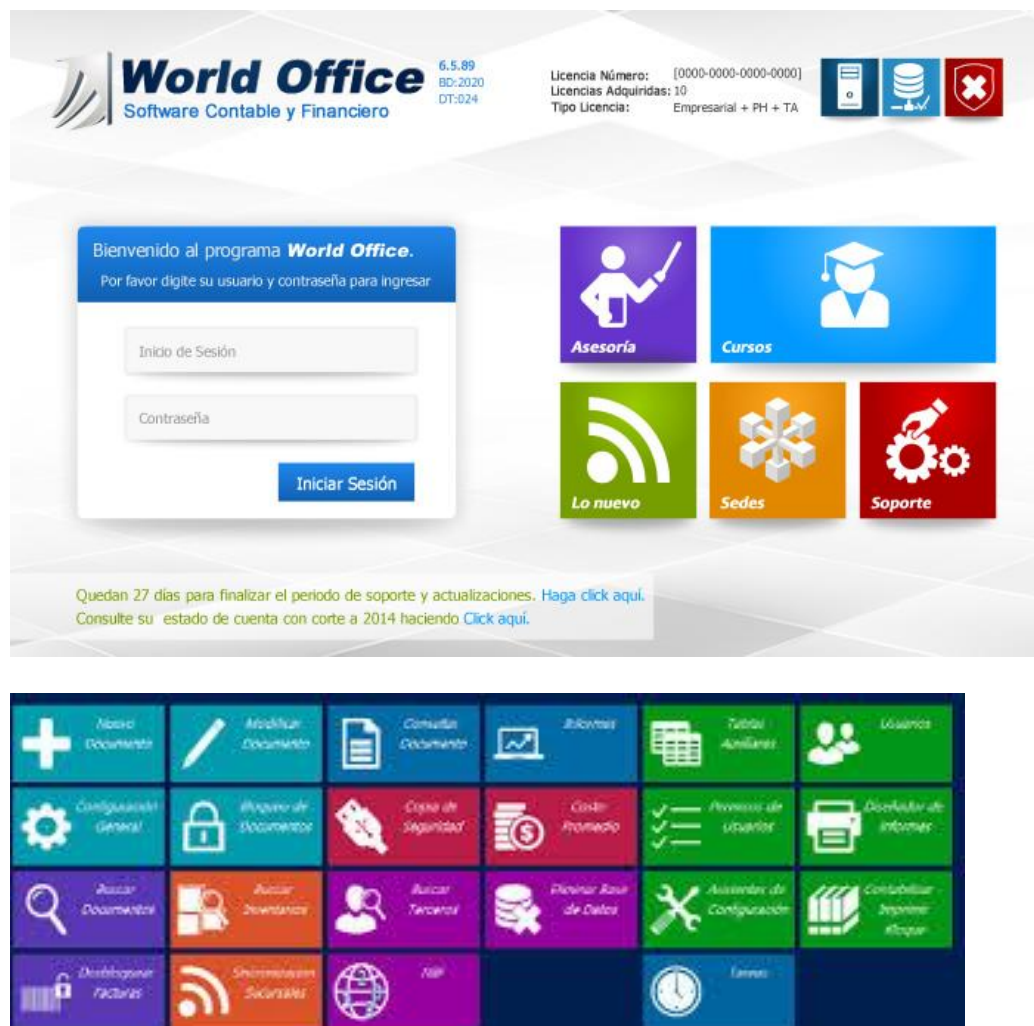 World Office
Software Contable y Financiero
6.5.89
BD:2020
DT:024
Licencia Número: [0000-0000-0000-0000]
Licencias Adquiridas: 10
Tipo Licencia: Empresarial + PH + TA
Bienvenido al programa World Office.
Por favor digite su usuario y contraseña para ingresar
Inicio de Sesión
Contraseña
Iniciar Sesión
Asesoría
Cursos
Lo nuevo
Sedes
Soporte
Quedan 27 días para finalizar el periodo de soporte y actualizaciones. Haga click aquí.
Consulte su estado de cuenta con corte a 2014 haciendo Click aquí.
Nuevo
Documento
Modificar
Documento
Consultar
Documento
Informes
Tablas
Auxiliares
Usuarios
Configuración
General
Bloqueo de
Documentos
Copia de
Seguridad
Costo
Promedio
Permisos de
usuarios
Diseñador de
informes
Buscar
Documentos
Buscar
Inventarios
Buscar
Terceros
Eliminar Base
de Datos
Asistentes de
Configuración
Contabilizar -
Imprimir
Bloque
Desbloquear
Facturas
Sincronizacion
Sucursales
Tareas